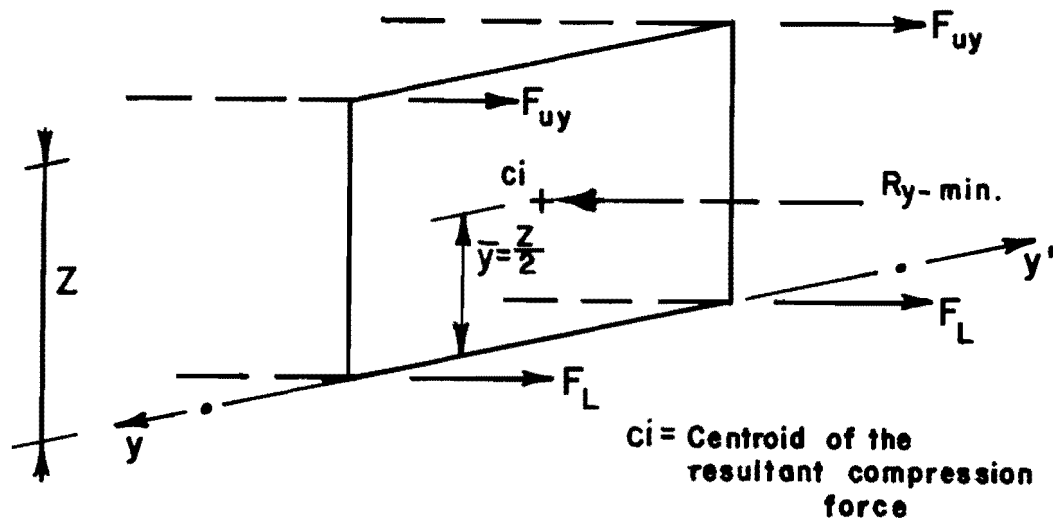 F_uy
F_uy
ci
R_y-min.
Z
ȳ = Z/2
y'
F_L
F_L
y
ci = Centroid of the
resultant compression
force